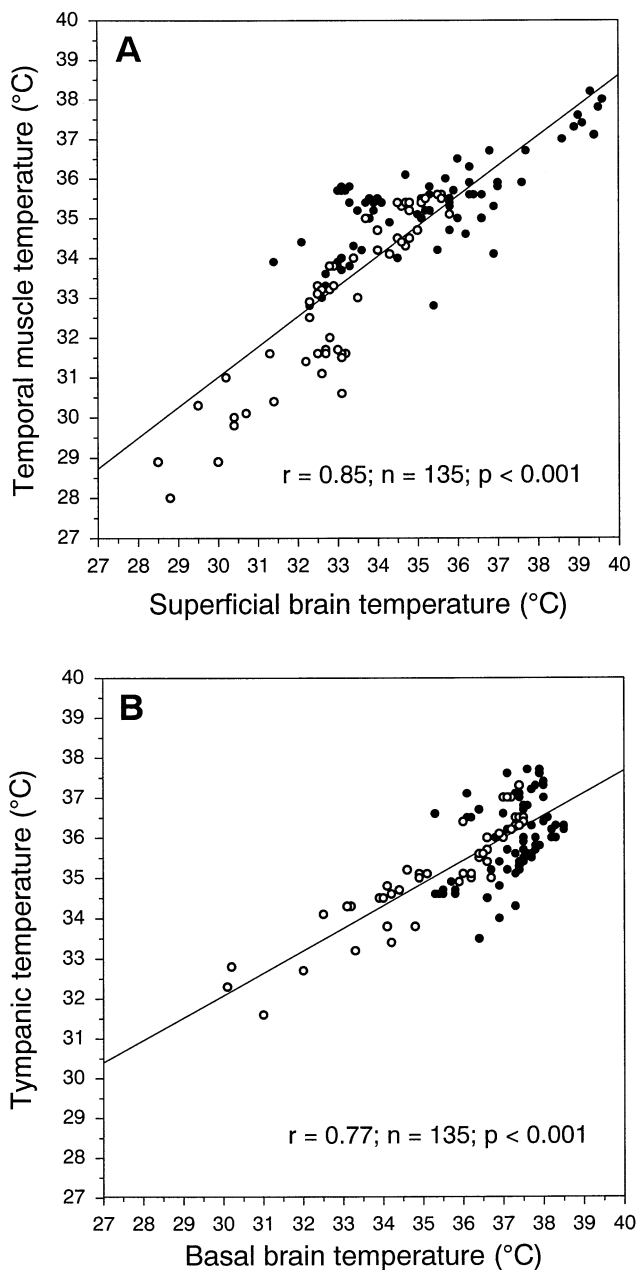 A
40
39
38
37
36
35
34
33
32
31
30
29
28
27
Temporal muscle temperature (°C)
r = 0.85; n = 135; p < 0.001
27 28 29 30 31 32 33 34 35 36 37 38 39 40
Superficial brain temperature (°C)
B
40
39
38
37
36
35
34
33
32
31
30
29
28
27
Tympanic temperature (°C)
r = 0.77; n = 135; p < 0.001
27 28 29 30 31 32 33 34 35 36 37 38 39 40
Basal brain temperature (°C)